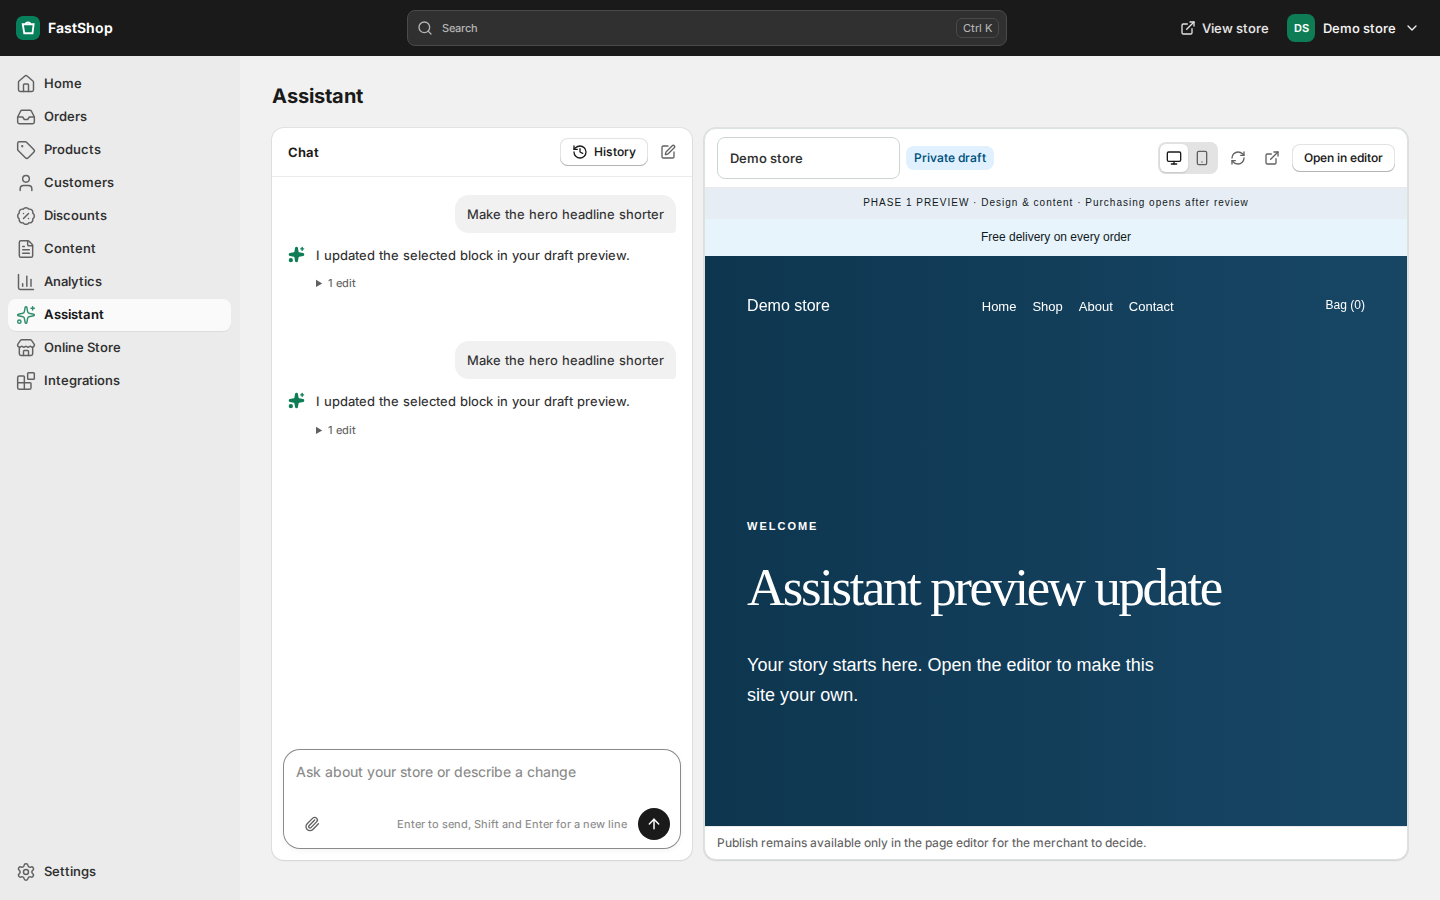 FastShop
Search
Ctrl K
View store
DS
Demo store
Home
Orders
Products
Customers
Discounts
Content
Analytics
Assistant
Online Store
Integrations
Settings
Assistant
Chat
History
Make the hero headline shorter
I updated the selected block in your draft preview.
1 edit
Make the hero headline shorter
I updated the selected block in your draft preview.
1 edit
Ask about your store or describe a change
Enter to send, Shift and Enter for a new line
Demo store
Private draft
Open in editor
PHASE 1 PREVIEW · Design & content · Purchasing opens after review
Free delivery on every order
Demo store
Home
Shop
About
Contact
Bag (0)
WELCOME
Assistant preview update
Your story starts here. Open the editor to make this
site your own.
Publish remains available only in the page editor for the merchant to decide.